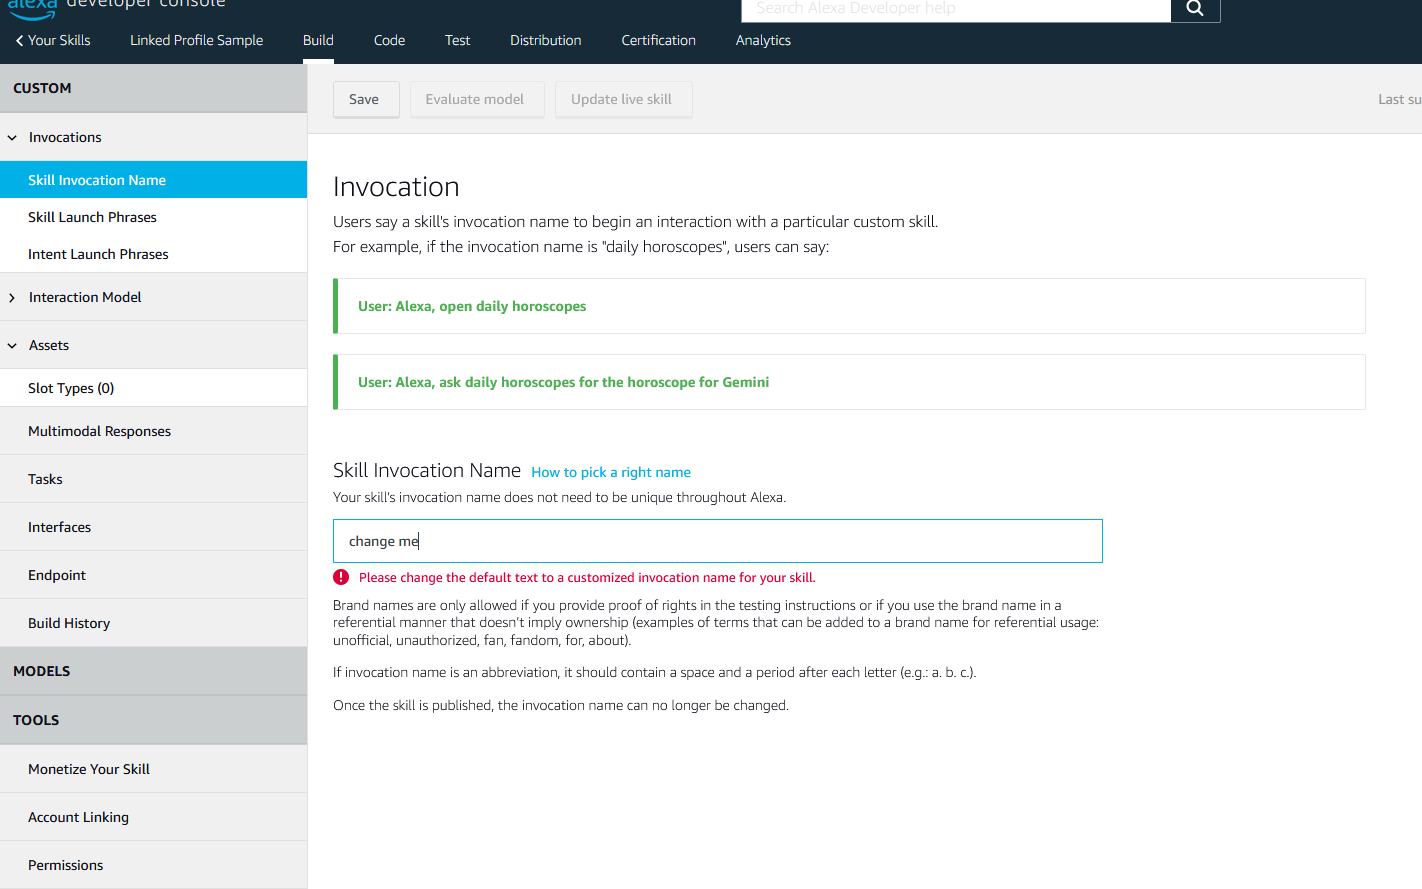 alexa developer console
Search Alexa Developer help
Your Skills
Linked Profile Sample
Build
Code
Test
Distribution
Certification
Analytics
CUSTOM
Invocations
Skill Invocation Name
Skill Launch Phrases
Intent Launch Phrases
Interaction Model
Assets
Slot Types (0)
Multimodal Responses
Tasks
Interfaces
Endpoint
Build History
MODELS
TOOLS
Monetize Your Skill
Account Linking
Permissions
Save
Evaluate model
Update live skill
Last su
Invocation
Users say a skill's invocation name to begin an interaction with a particular custom skill.
For example, if the invocation name is "daily horoscopes", users can say:
User: Alexa, open daily horoscopes
User: Alexa, ask daily horoscopes for the horoscope for Gemini
Skill Invocation Name How to pick a right name
Your skill's invocation name does not need to be unique throughout Alexa.
change me
Please change the default text to a customized invocation name for your skill.
Brand names are only allowed if you provide proof of rights in the testing instructions or if you use the brand name in a
referential manner that doesn't imply ownership (examples of terms that can be added to a brand name for referential usage:
unofficial, unauthorized, fan, fandom, for, about).
If invocation name is an abbreviation, it should contain a space and a period after each letter (e.g.: a. b. c.).
Once the skill is published, the invocation name can no longer be changed.